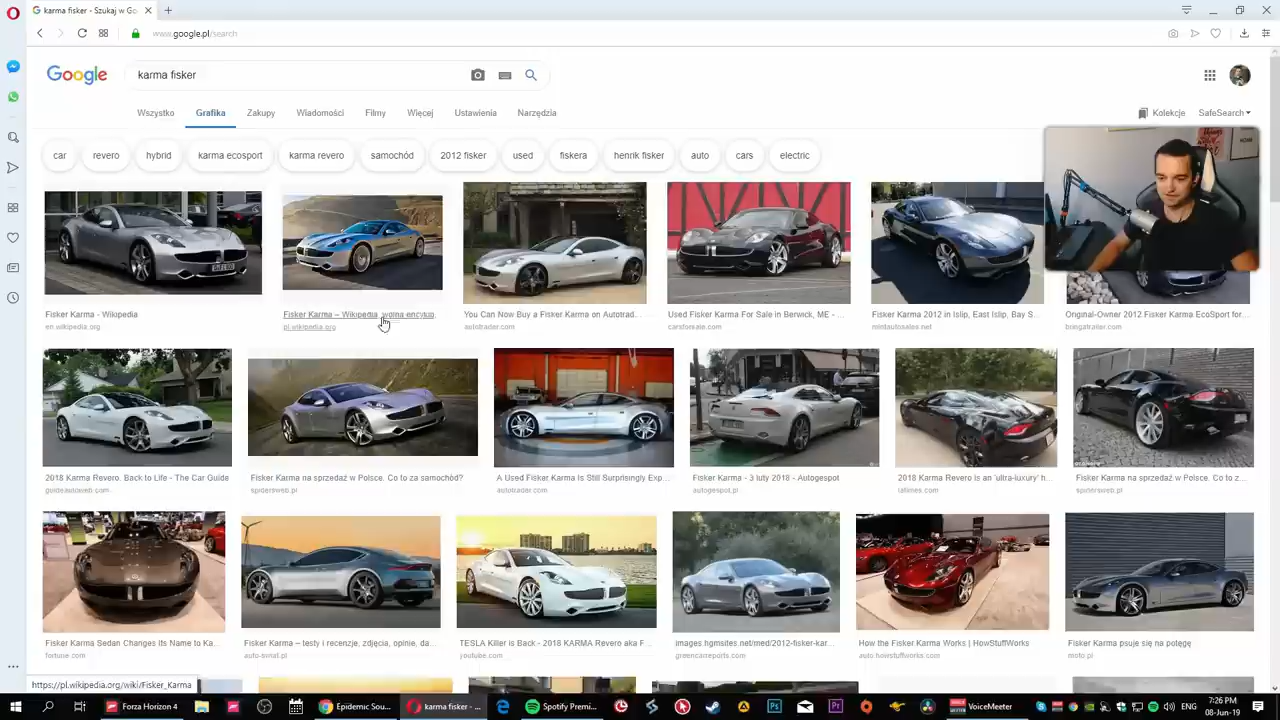 karma fisker - Szukaj w Go
www.google.pl/search
Google
karma fisker
Wszystko
Grafika
Zakupy
Wiadomości
Filmy
Więcej
Ustawienia
Narzędzia
Kolekcje
SafeSearch
car
revero
hybrid
karma ecosport
karma revero
samochód
2012 fisker
used
fiskera
henrik fisker
auto
cars
electric
Fisker Karma - Wikipedia
Fisker Karma – Wikipedia, wolna encyklop.
You Can Now Buy a Fisker Karma on Autotrad...
Used Fisker Karma For Sale in Berwick, ME - ...
Fisker Karma 2012 in Islip, East Islip, Bay S...
Original-Owner 2012 Fisker Karma EcoSport for...
en.wikipedia.org
pl.wikipedia.org
autotrader.com
carsforsale.com
mintautosales.net
bringatrailer.com
2018 Karma Revero. Back to Life - The Car Guide
Fisker Karma na sprzedaż w Polsce. Co to za samochód?
A Used Fisker Karma Is Still Surprisingly Exp...
Fisker Karma - 3 luty 2018 - Autogespot
2018 Karma Revero is an 'ultra-luxury' h...
Fisker Karma na sprzedaż w Polsce. Co to z...
guideautoweb.com
spidersweb.pl
autotrader.com
autogespot.pl
latimes.com
spidersweb.pl
Fisker Karma Sedan Changes Its Name to Ka...
Fisker Karma – testy i recenzje, zdjęcia, opinie, da...
TESLA Killer is Back - 2018 KARMA Revero aka F...
images.hgmsites.net/med/2012-fisker-kar...
How the Fisker Karma Works | HowStuffWorks
Fisker Karma psuje się na potęgę
fortune.com
auto-swiat.pl
youtube.com
greencarreports.com
auto.howstuffworks.com
moto.pl
https://pl.wikipedia.org/wiki/Fisker_Karma
Forza Horizon 4
Epidemic Sou...
karma fisker - ...
Spotify Premi...
VoiceMeeter
7:26 PM
08-Jun-19